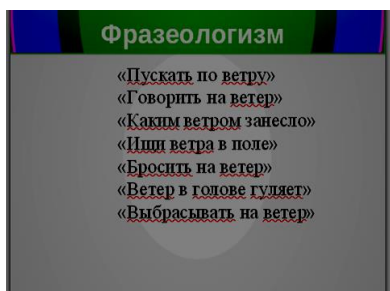 Фразеологизм
«Пускать по ветру»
«Говорить на ветер»
«Каким ветром занесло»
«Ищи ветра в поле»
«Бросить на ветер»
«Ветер в голове гуляет»
«Выбрасывать на ветер»